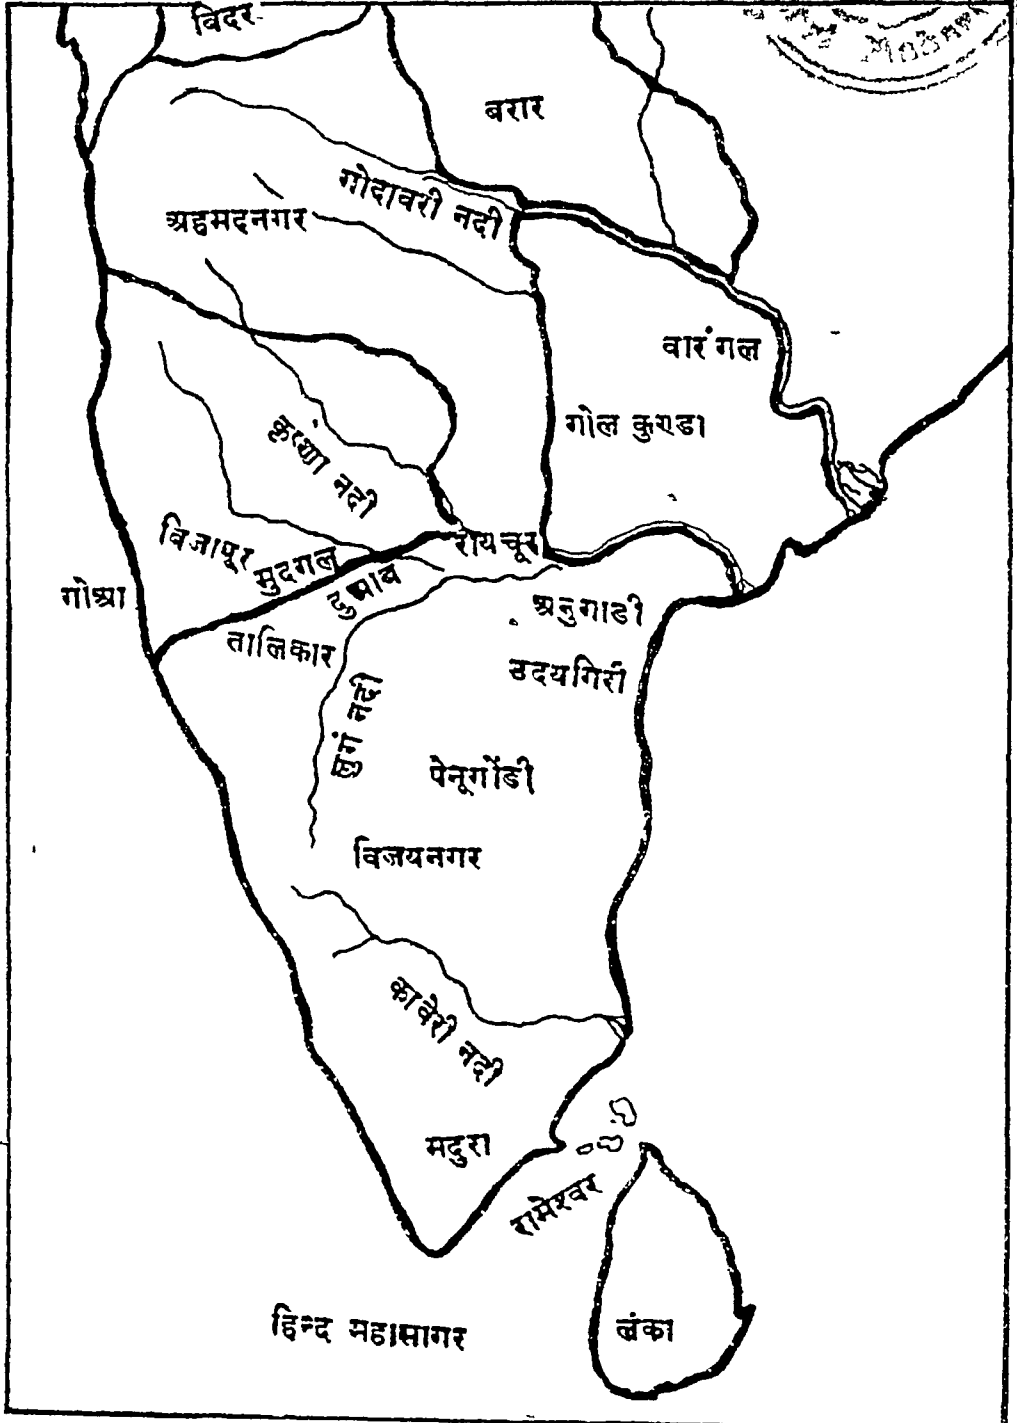 विदर
बरार
गोदावरी नदी
अहमदनगर
वारंगल
गोल कुण्डा
कृष्णा नदी
विजापूर
मुदगल
रायचूर
दुआब
गोआ
अनुगाडी
तालिकार
उदयगिरी
तुगं नदी
पेनूगोंडी
विजयनगर
कावेरी नदी
मदुरा
रामेश्वर
हिन्द महासागर
लंका